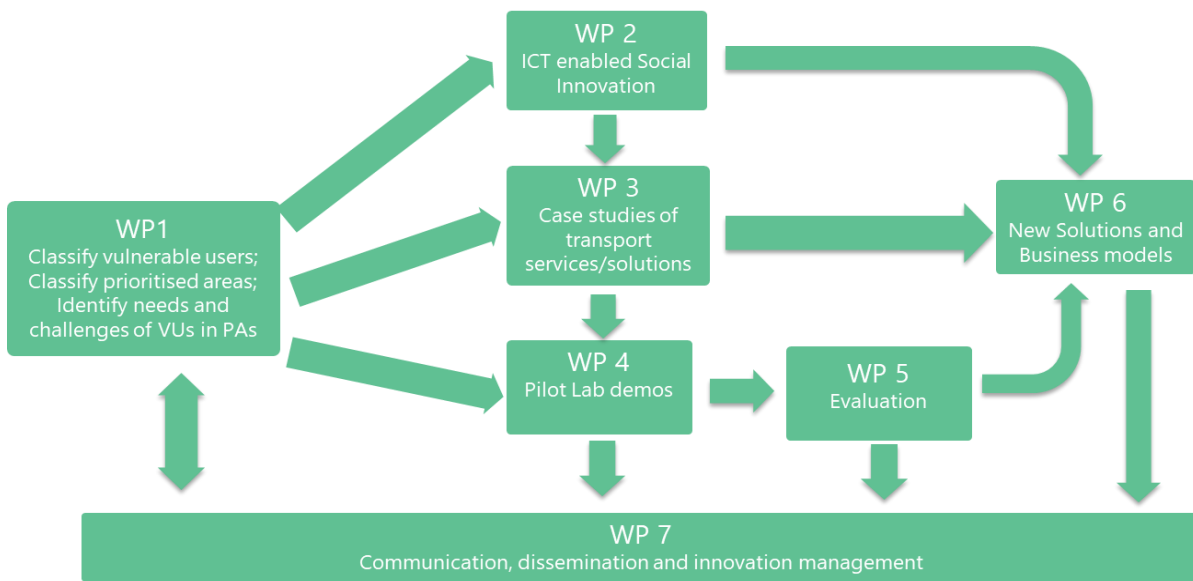 WP 2
ICT enabled Social
Innovation
WP 3
Case studies of
transport
services/solutions
WP1
Classify vulnerable users;
Classify prioritised areas;
Identify needs and
challenges of VUs in PAs
WP 6
New Solutions and
Business models
WP 4
Pilot Lab demos
WP 5
Evaluation
WP 7
Communication, dissemination and innovation management